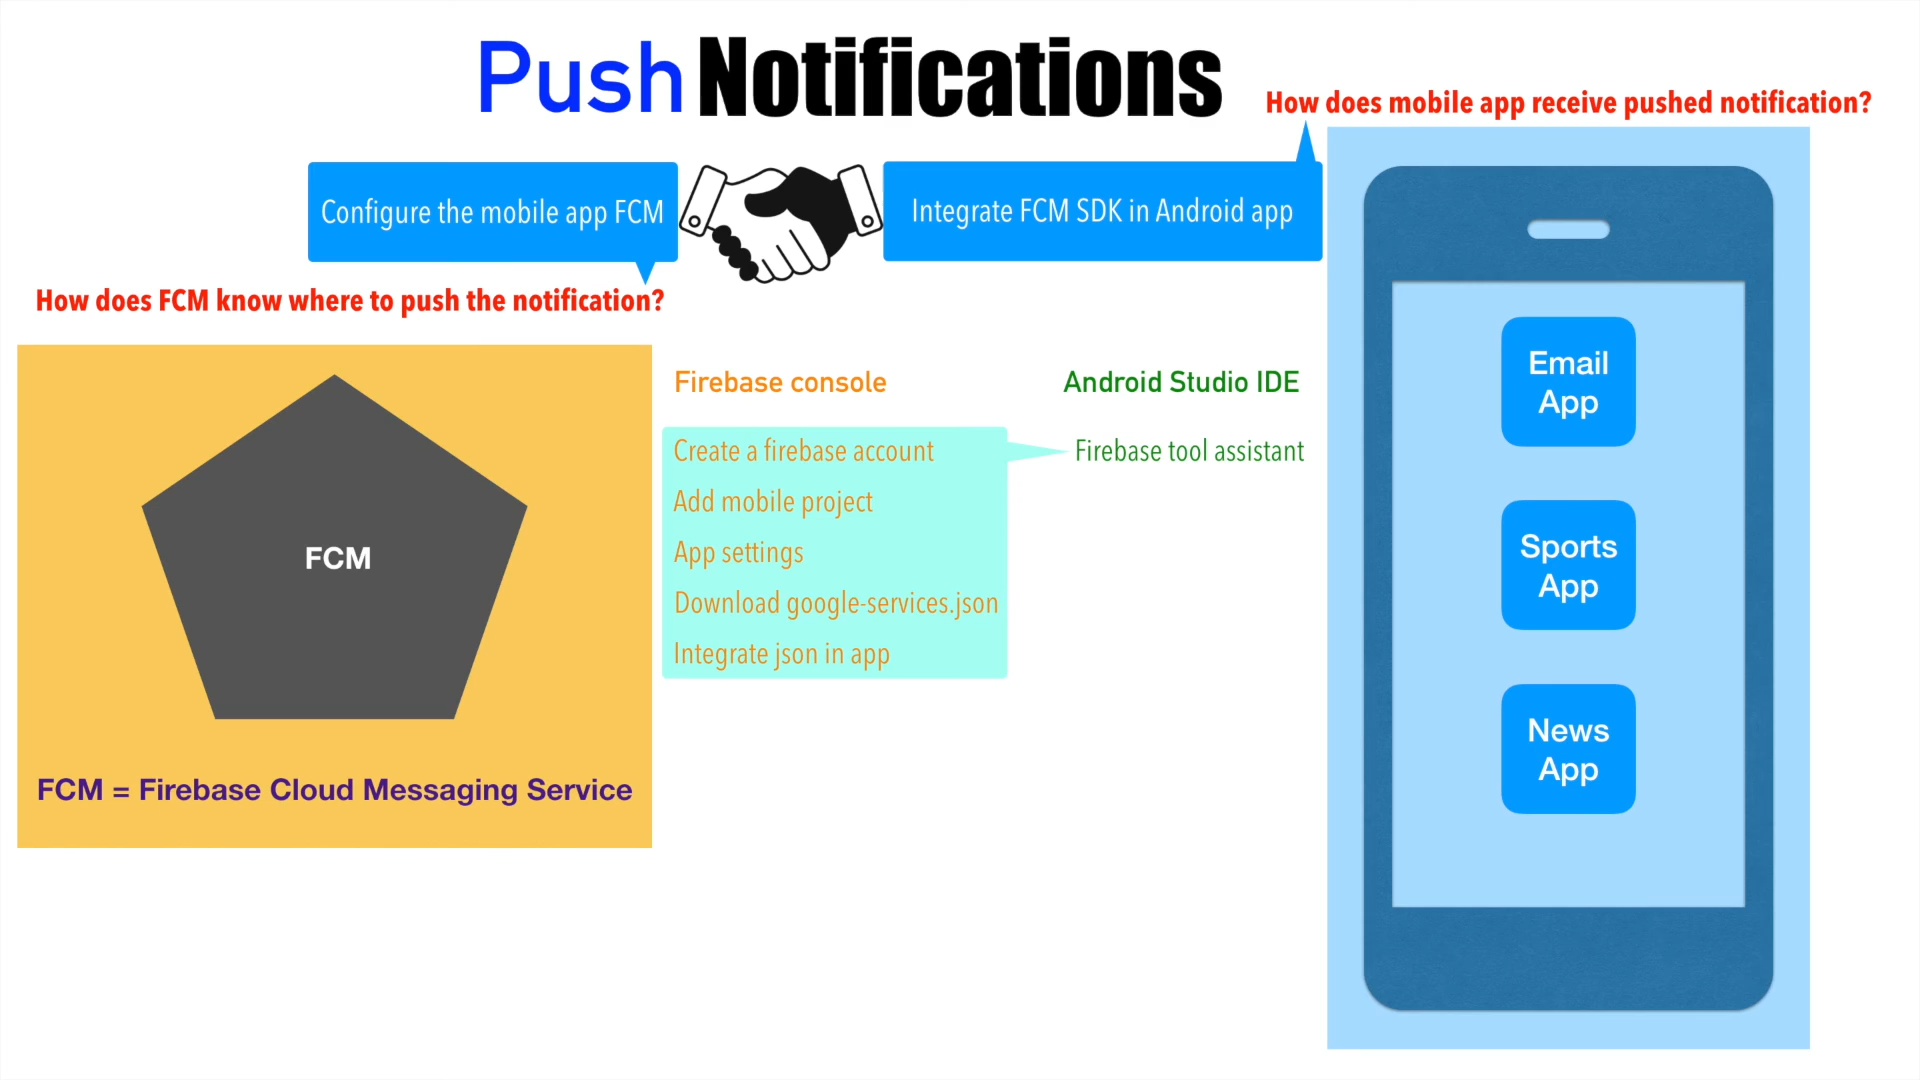 Push Notifications
How does mobile app receive pushed notification?
Configure the mobile app FCM
Integrate FCM SDK in Android app
How does FCM know where to push the notification?
FCM
FCM = Firebase Cloud Messaging Service
Firebase console
Create a firebase account
Add mobile project
App settings
Download google-services.json
Integrate json in app
Android Studio IDE
Firebase tool assistant
Email
App
Sports
App
News
App